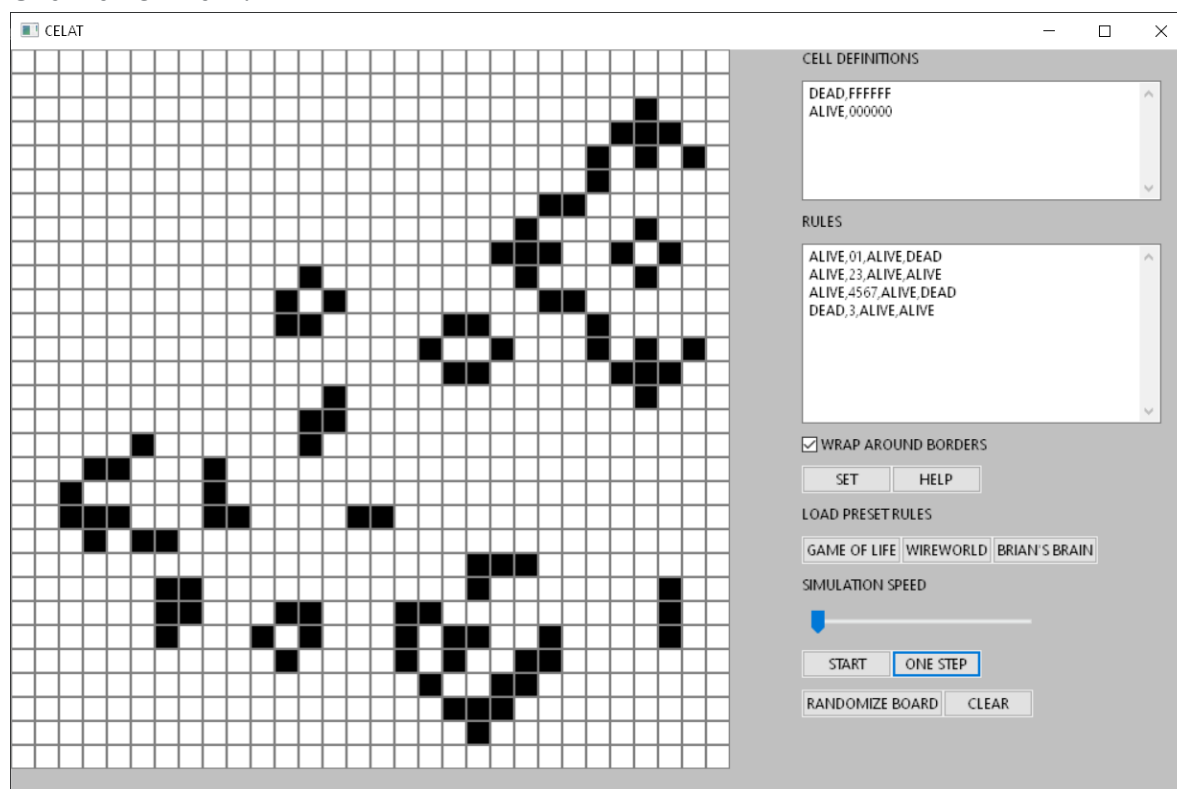 CELAT
CELL DEFINITIONS
DEAD,FFFFFF
ALIVE,000000
RULES
ALIVE,01,ALIVE,DEAD
ALIVE,23,ALIVE,ALIVE
ALIVE,4567,ALIVE,DEAD
DEAD,3,ALIVE,ALIVE
WRAP AROUND BORDERS
SET HELP
LOAD PRESET RULES
GAME OF LIFE WIREWORLD BRIAN'S BRAIN
SIMULATION SPEED
START ONE STEP
RANDOMIZE BOARD CLEAR